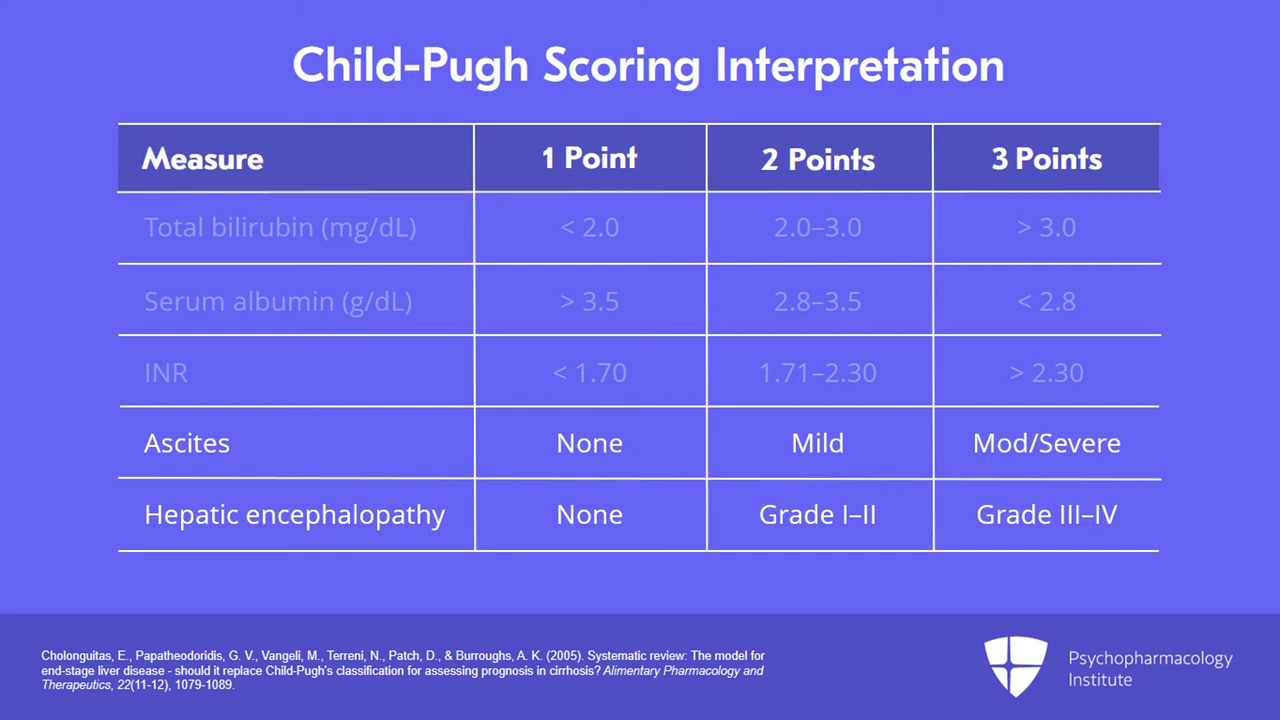 Child-Pugh Scoring Interpretation
Measure 1 Point 2 Points 3 Points
Total bilirubin (mg/dL) < 2.0 2.0–3.0 > 3.0
Serum albumin (g/dL) > 3.5 2.8–3.5 < 2.8
INR < 1.70 1.71–2.30 > 2.30
Ascites None Mild Mod/Severe
Hepatic encephalopathy None Grade I–II Grade III–IV
Cholonguitas, E., Papatheodoridis, G. V., Vangeli, M., Terreni, N., Patch, D., & Burroughs, A. K. (2005). Systematic review: The model for
end-stage liver disease - should it replace Child-Pugh's classification for assessing prognosis in cirrhosis? Alimentary Pharmacology and
Therapeutics, 22(11-12), 1079-1089.
Psychopharmacology
Institute